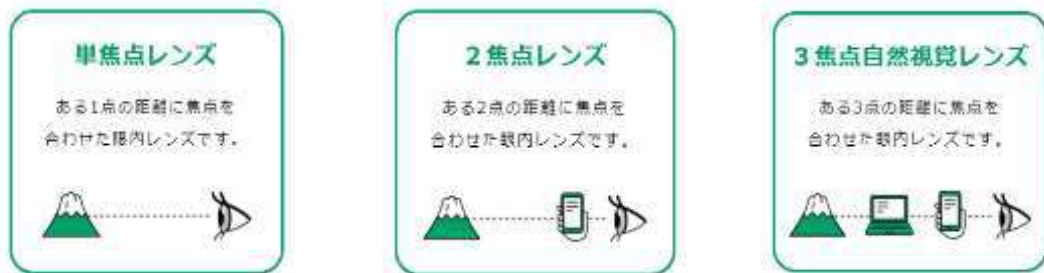 単焦点レンズ
ある1点の距離に焦点を
合わせた眼内レンズです。
2焦点レンズ
ある2点の距離に焦点を
合わせた眼内レンズです。
3焦点自然視覚レンズ
ある3点の距離に焦点を
合わせた眼内レンズです。